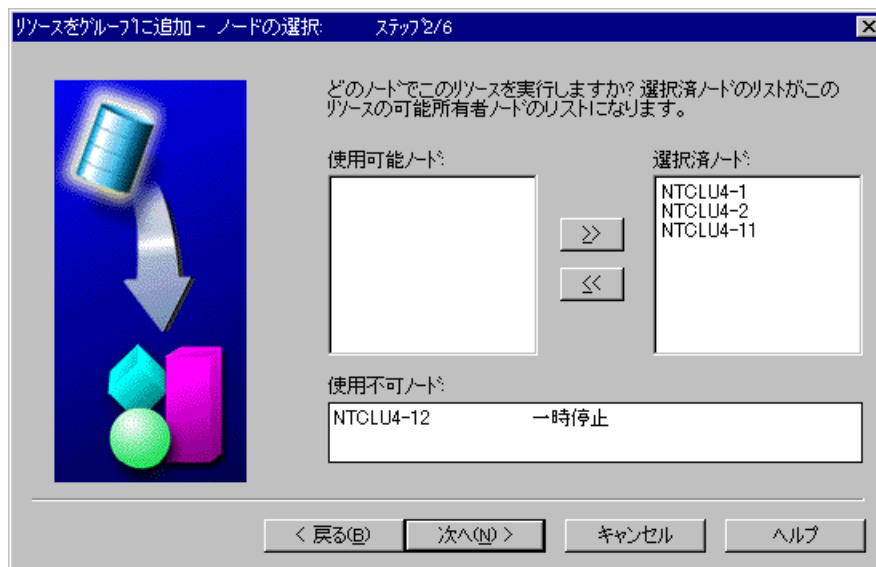 リソースをグループに追加 - ノードの選択: ステップ2/6
どのノードでこのリソースを実行しますか? 選択済ノードのリストがこの
リソースの可能所有者ノードのリストになります。
使用可能ノード:
選択済ノード:
NTCLU4-1
NTCLU4-2
NTCLU4-11
>>
<<
使用不可ノード:
NTCLU4-12 一時停止
< 戻る(B)
次へ(N) >
キャンセル
ヘルプ